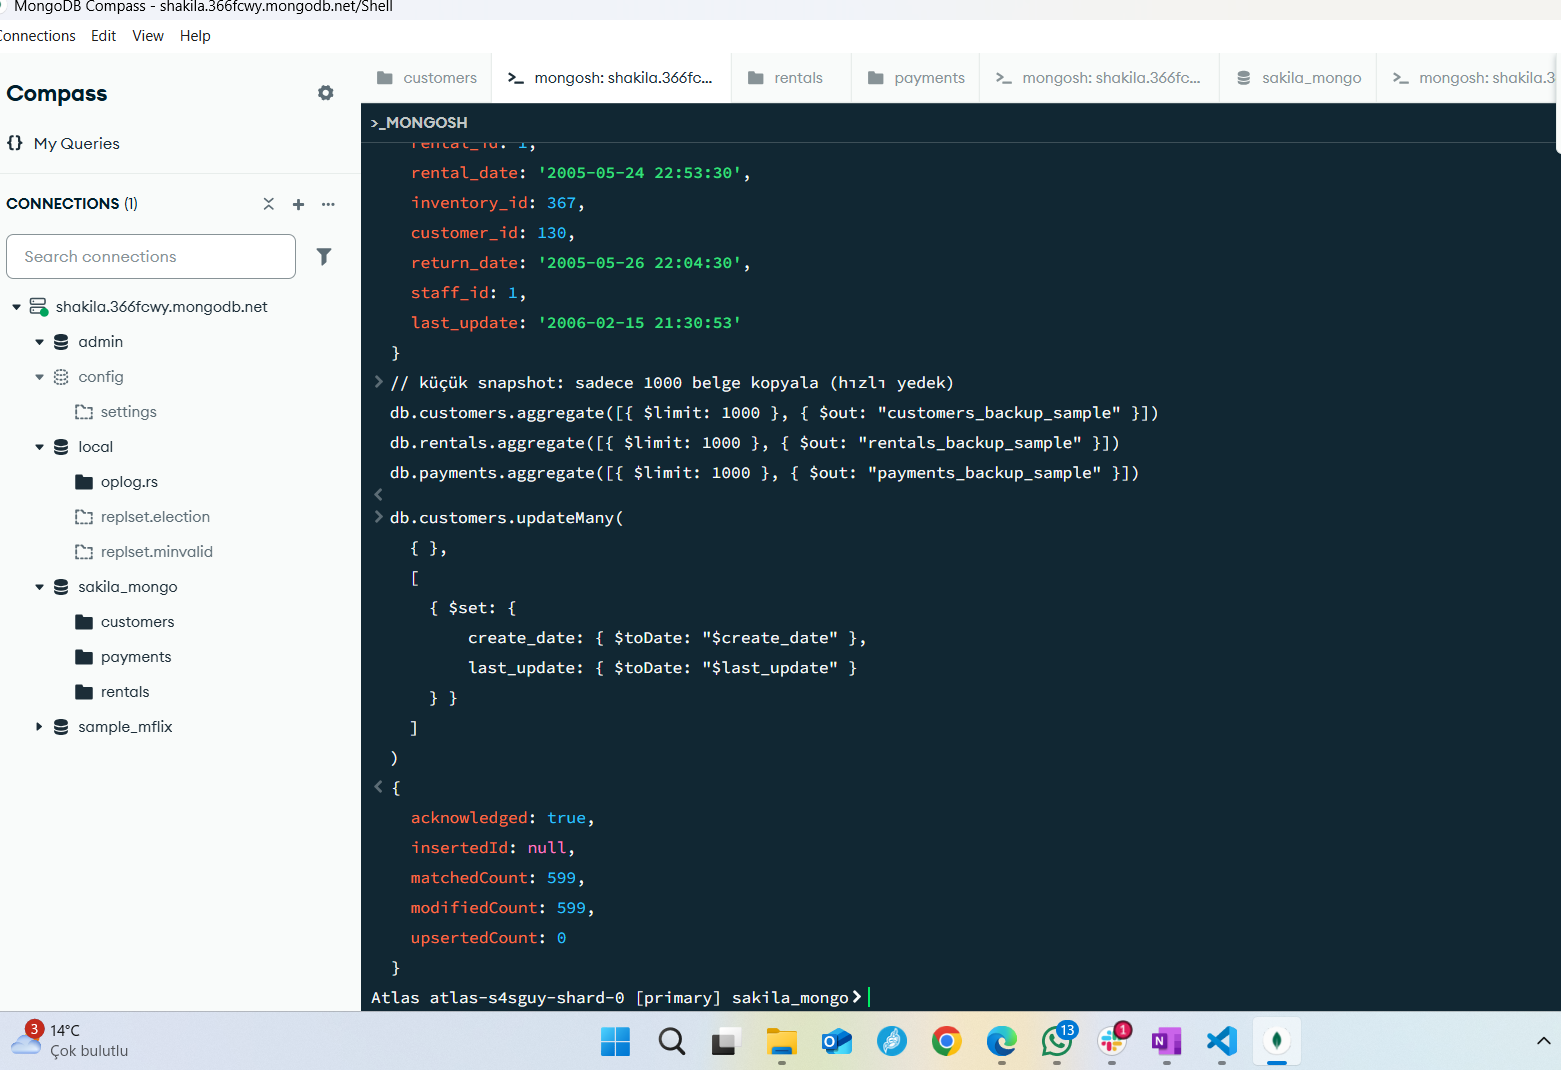 MongoDB Compass - shakila.366fcwy.mongodb.net/Shell
Connections Edit View Help
customers
mongosh: shakila.366fc...
rentals
payments
mongosh: shakila.366fc...
sakila_mongo
mongosh: shakila.3
Compass
My Queries
CONNECTIONS (1)
Search connections
shakila.366fcwy.mongodb.net
admin
config
settings
local
oplog.rs
replset.election
replset.minvalid
sakila_mongo
customers
payments
rentals
sample_mflix
>_MONGOSH
rental_id: 1,
rental_date: '2005-05-24 22:53:30',
inventory_id: 367,
customer_id: 130,
return_date: '2005-05-26 22:04:30',
staff_id: 1,
last_update: '2006-02-15 21:30:53'
}
> // küçük snapshot: sadece 1000 belge kopyala (hızlı yedek)
db.customers.aggregate([{ $limit: 1000 }, { $out: "customers_backup_sample" }])
db.rentals.aggregate([{ $limit: 1000 }, { $out: "rentals_backup_sample" }])
db.payments.aggregate([{ $limit: 1000 }, { $out: "payments_backup_sample" }])
<
> db.customers.updateMany(
{ },
[
{ $set: {
create_date: { $toDate: "$create_date" },
last_update: { $toDate: "$last_update" }
} }
]
)
< {
acknowledged: true,
insertedId: null,
matchedCount: 599,
modifiedCount: 599,
upsertedCount: 0
}
Atlas atlas-s4sguy-shard-0 [primary] sakila_mongo>
3
14°C
Çok bulutlu
13
1